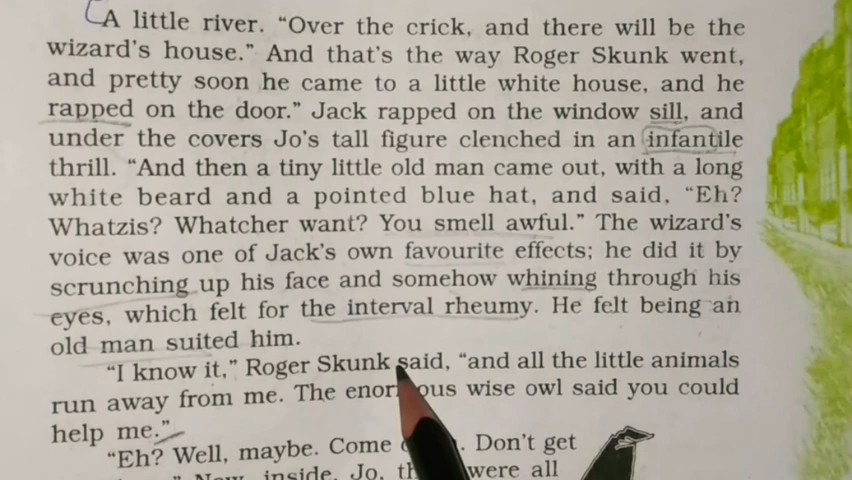 A little river. “Over the crick, and there will be the
wizard’s house.” And that’s the way Roger Skunk went,
and pretty soon he came to a little white house, and he
rapped on the door.” Jack rapped on the window sill, and
under the covers Jo’s tall figure clenched in an infantile
thrill. “And then a tiny little old man came out, with a long
white beard and a pointed blue hat, and said, “Eh?
Whatzis? Whatcher want? You smell awful.” The wizard’s
voice was one of Jack’s own favourite effects; he did it by
scrunching up his face and somehow whining through his
eyes, which felt for the interval rheumy. He felt being an
old man suited him.
“I know it,” Roger Skunk said, “and all the little animals
run away from me. The enormous wise owl said you could
help me.”
“Eh? Well, maybe. Come Don’t get
Now, inside, Jo, were all